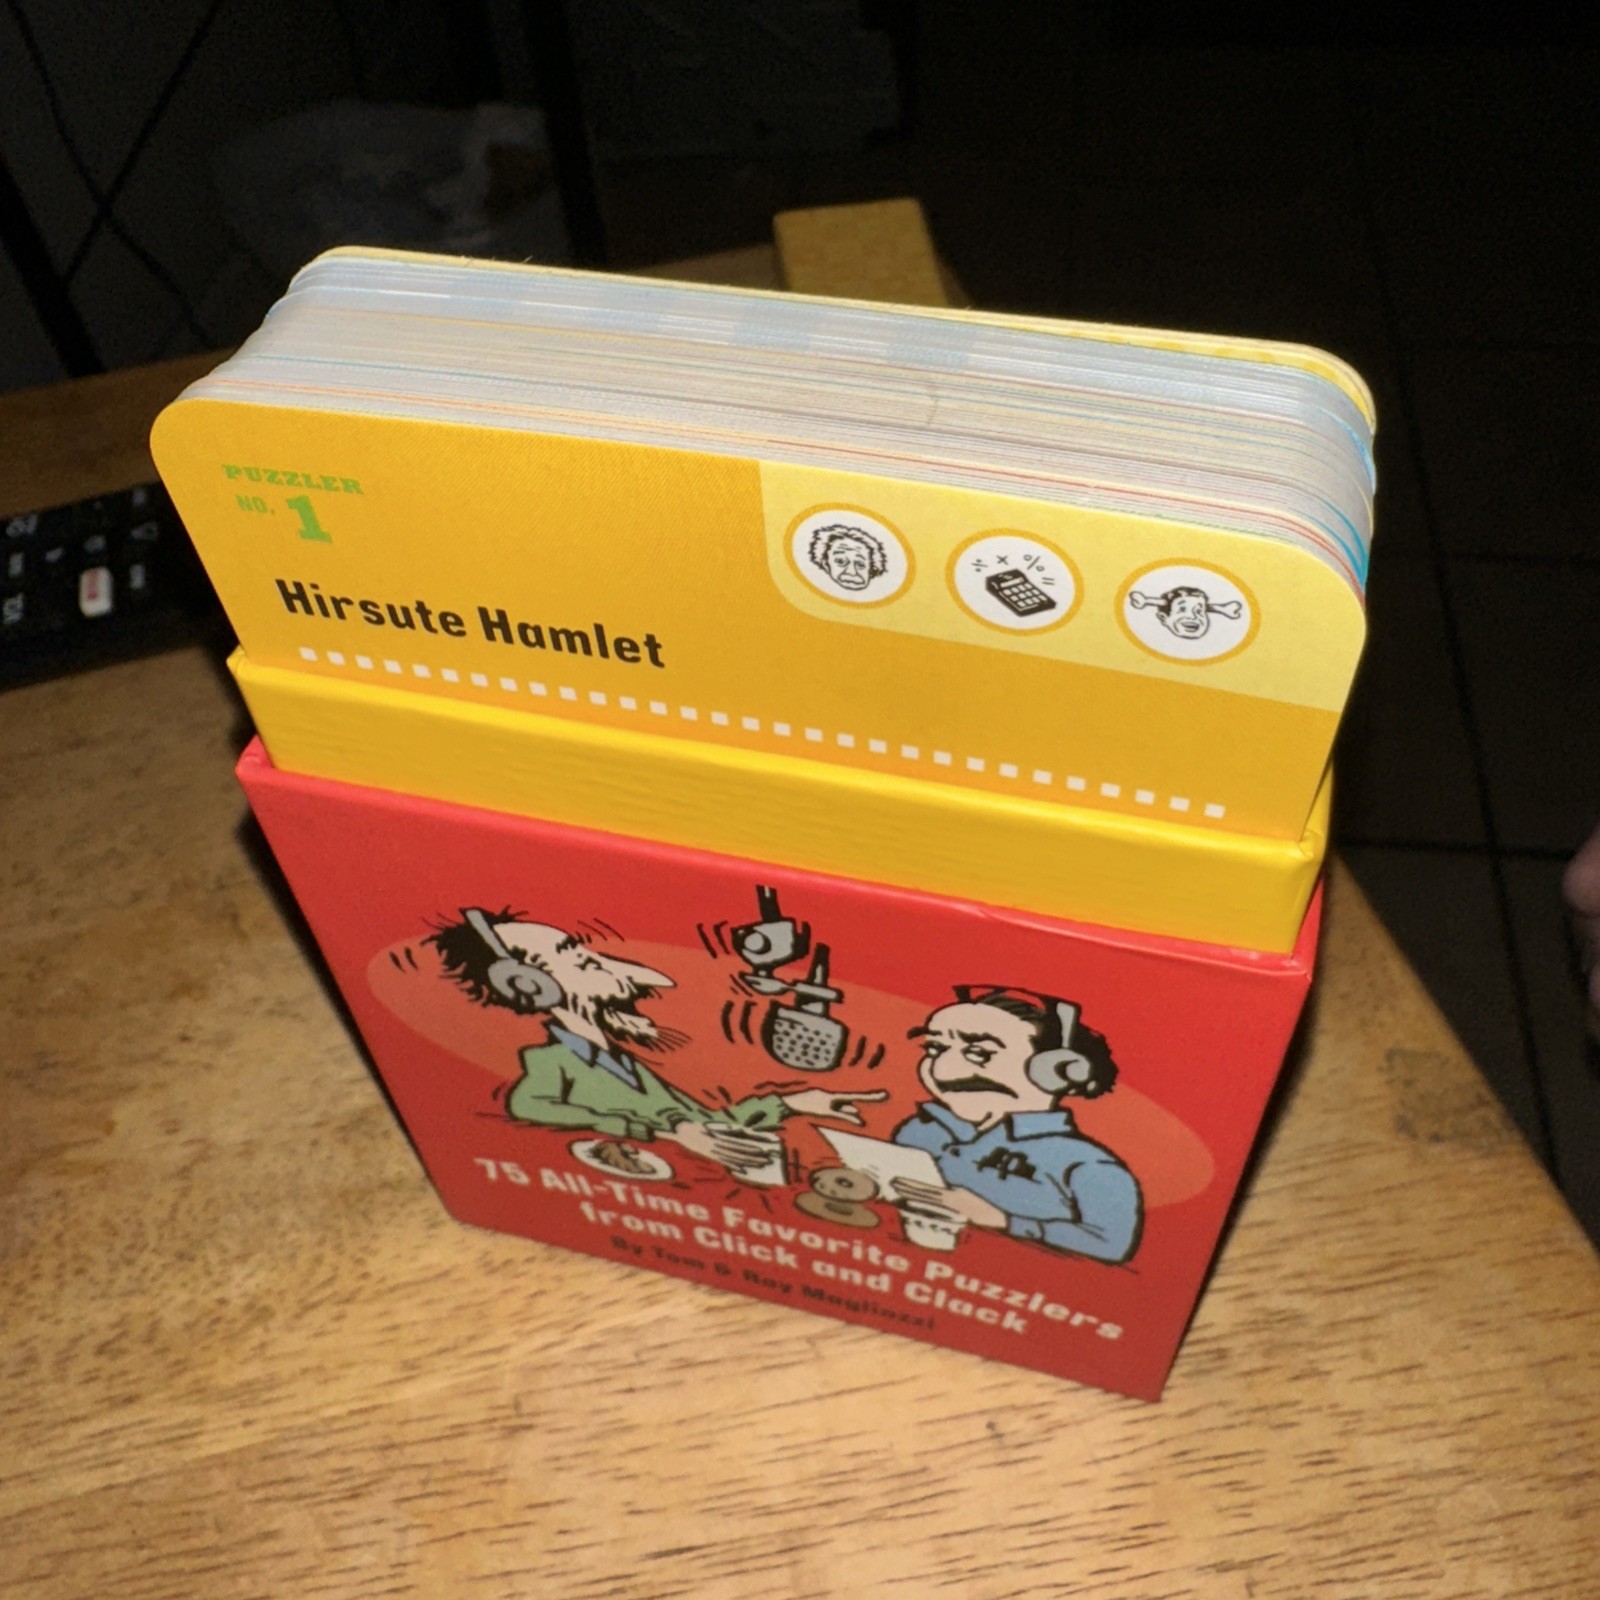 PUZZLER
NO. 1
Hirsute Hamlet
75 All-Time Favorite Puzzlers
from Click and Clack
By Tom & Ray Magliozzi